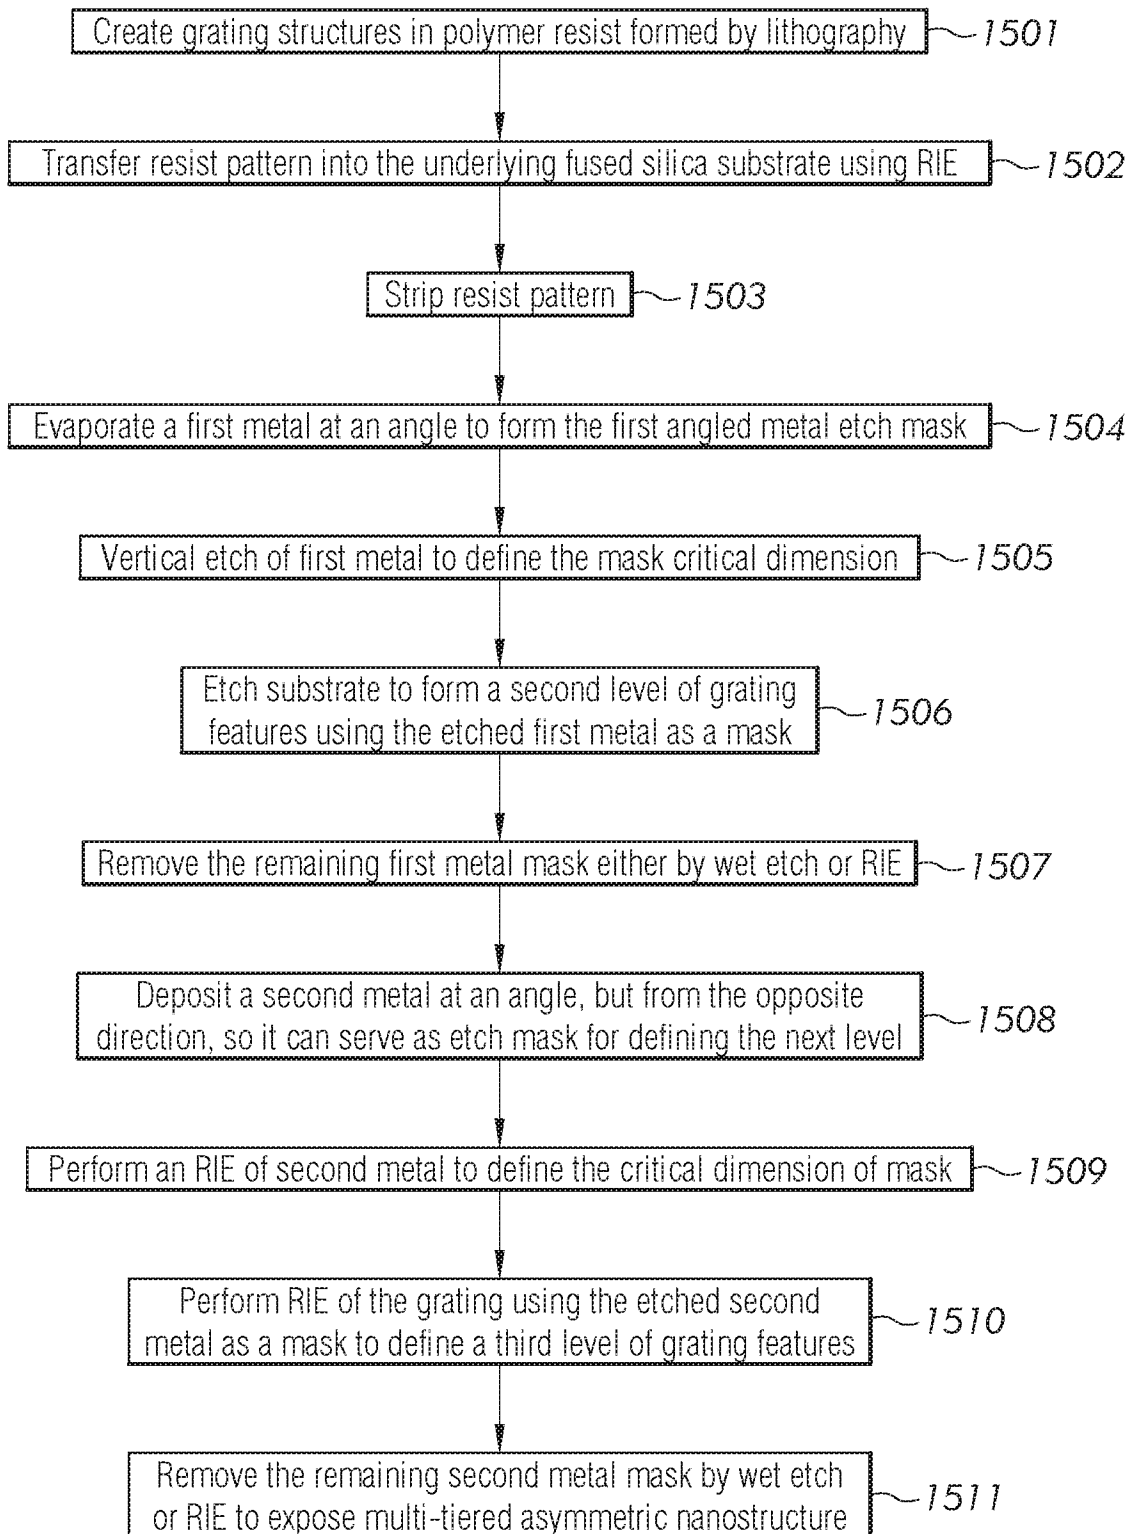 Create grating structures in polymer resist formed by lithography 1501
Transfer resist pattern into the underlying fused silica substrate using RIE 1502
Strip resist pattern 1503
Evaporate a first metal at an angle to form the first angled metal etch mask 1504
Vertical etch of first metal to define the mask critical dimension 1505
Etch substrate to form a second level of grating
features using the etched first metal as a mask 1506
Remove the remaining first metal mask either by wet etch or RIE 1507
Deposit a second metal at an angle, but from the opposite
direction, so it can serve as etch mask for defining the next level 1508
Perform an RIE of second metal to define the critical dimension of mask 1509
Perform RIE of the grating using the etched second
metal as a mask to define a third level of grating features 1510
Remove the remaining second metal mask by wet etch
or RIE to expose multi-tiered asymmetric nanostructure 1511